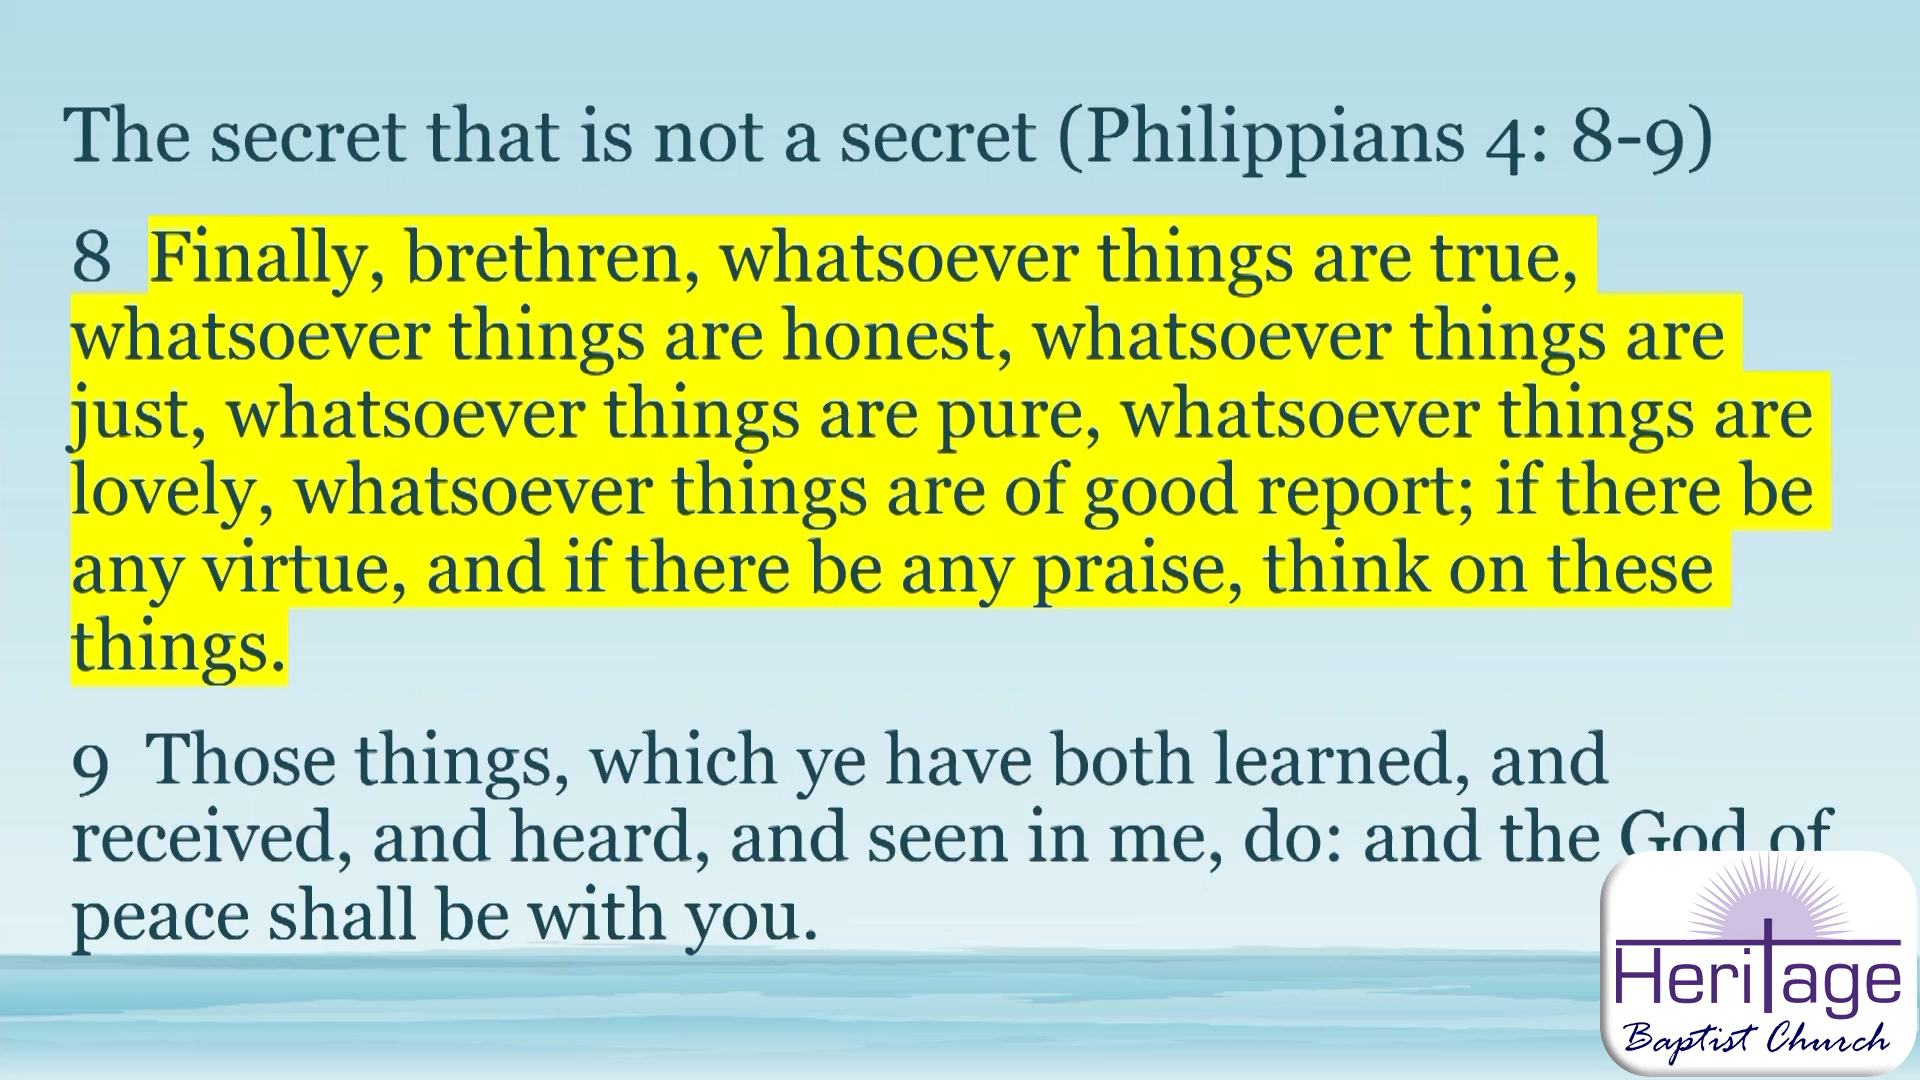 The secret that is not a secret (Philippians 4: 8-9)
8 Finally, brethren, whatsoever things are true,
whatsoever things are honest, whatsoever things are
just, whatsoever things are pure, whatsoever things are
lovely, whatsoever things are of good report; if there be
any virtue, and if there be any praise, think on these
things.
9 Those things, which ye have both learned, and
received, and heard, and seen in me, do: and the God of
peace shall be with you.
Heritage
Baptist Church